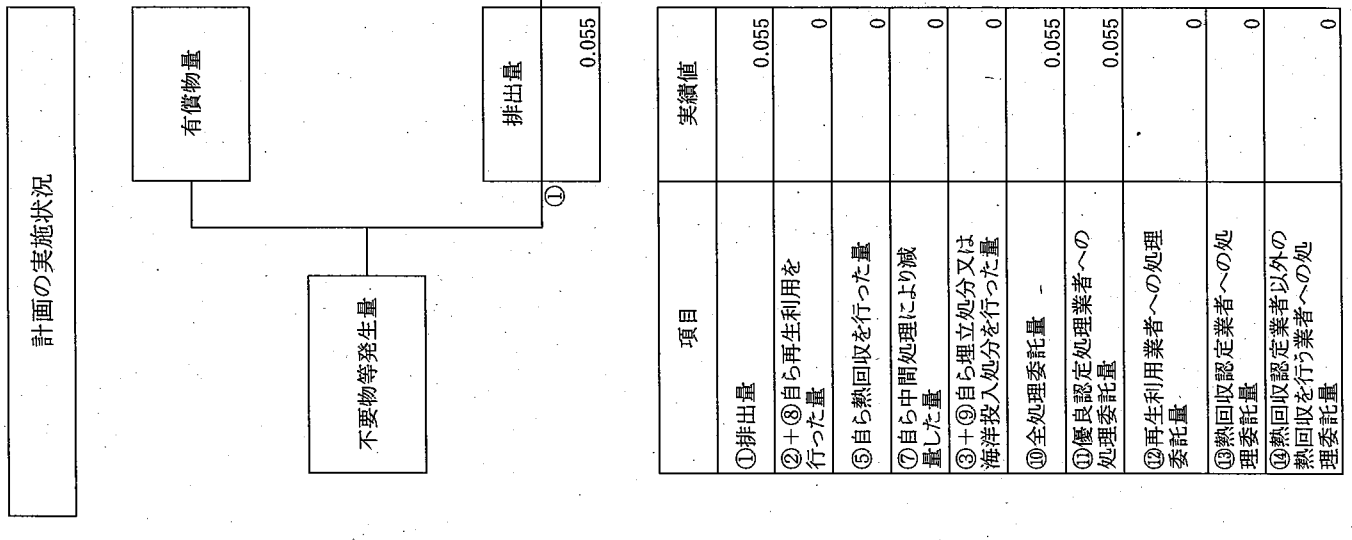 計画の実施状況
有償物量
不要物等発生量
排出量
0.055
①
項目
実績値
①排出量
0.055
②+⑧自ら再生利用を
行った量
0
⑤自ら熱回収を行った量
0
⑦自ら中間処理により減
量した量
0
③+⑨自ら埋立処分又は
海洋投入処分を行った量
0
⑩全処理委託量
0.055
⑪優良認定処理業者への
処理委託量
0.055
⑫再生利用業者への処理
委託量
0
⑬熱回収認定業者への処
理委託量
0
⑭熱回収認定業者以外の
熱回収を行う業者への処
理委託量
0